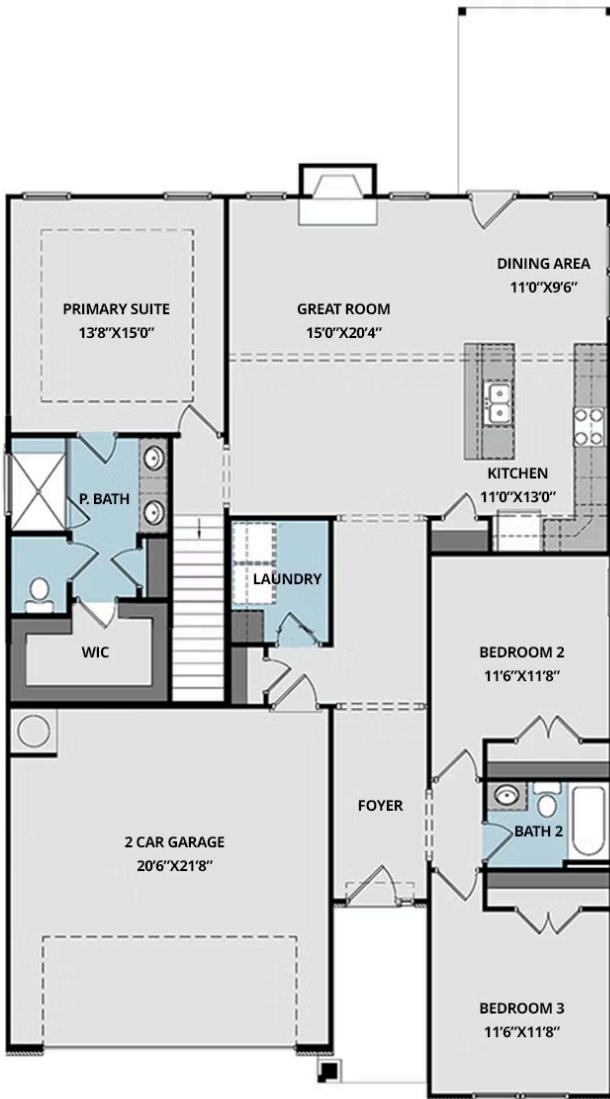 DINING AREA
11'0"X9'6"
PRIMARY SUITE
13'8"X15'0"
GREAT ROOM
15'0"X20'4"
KITCHEN
11'0"X13'0"
P. BATH
LAUNDRY
WIC
BEDROOM 2
11'6"X11'8"
FOYER
BATH 2
2 CAR GARAGE
20'6"X21'8"
BEDROOM 3
11'6"X11'8"